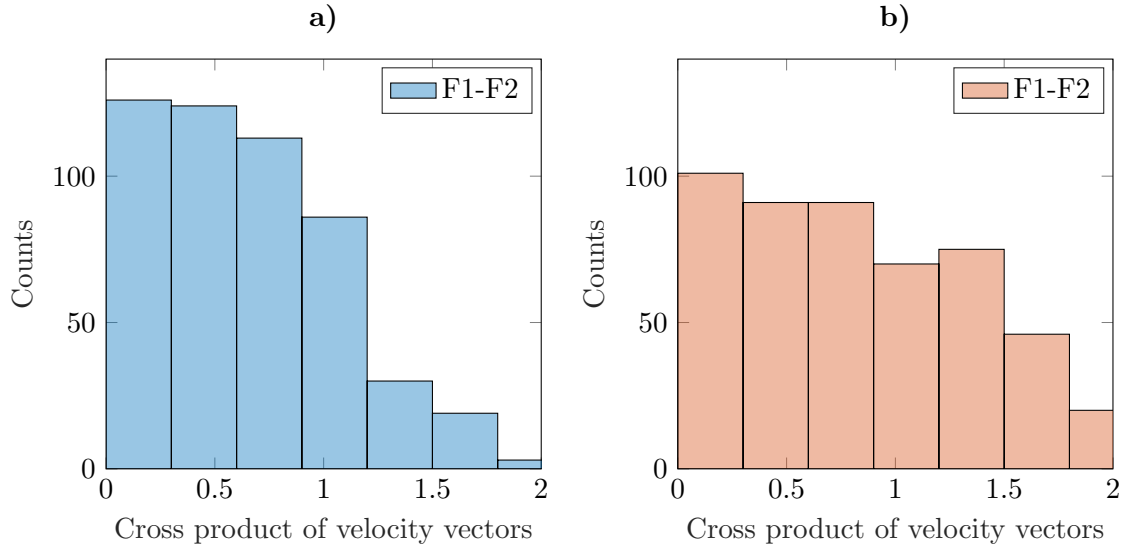 a)
F1-F2
100
50
0
0 0.5 1 1.5 2
Counts
Cross product of velocity vectors
b)
F1-F2
100
50
0
0 0.5 1 1.5 2
Counts
Cross product of velocity vectors